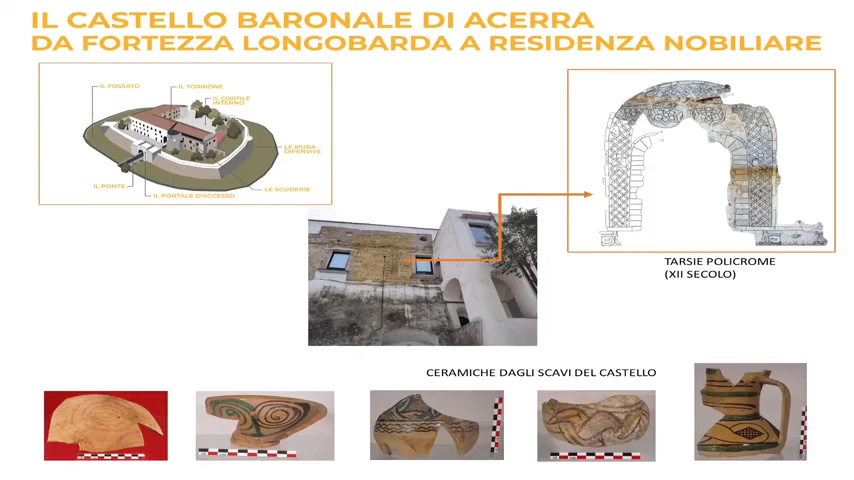 IL CASTELLO BARONALE DI ACERRA
DA FORTEZZA LONGOBARDA A RESIDENZA NOBILIARE
IL FOSSATO
IL TORRIONE
IL CORTILE
INTERNO
LE MURA
DIFENSIVE
IL PONTE
LE SCUDERIE
IL PORTALE D'ACCESSO
TARSIE POLICROME
(XII SECOLO)
CERAMICHE DAGLI SCAVI DEL CASTELLO